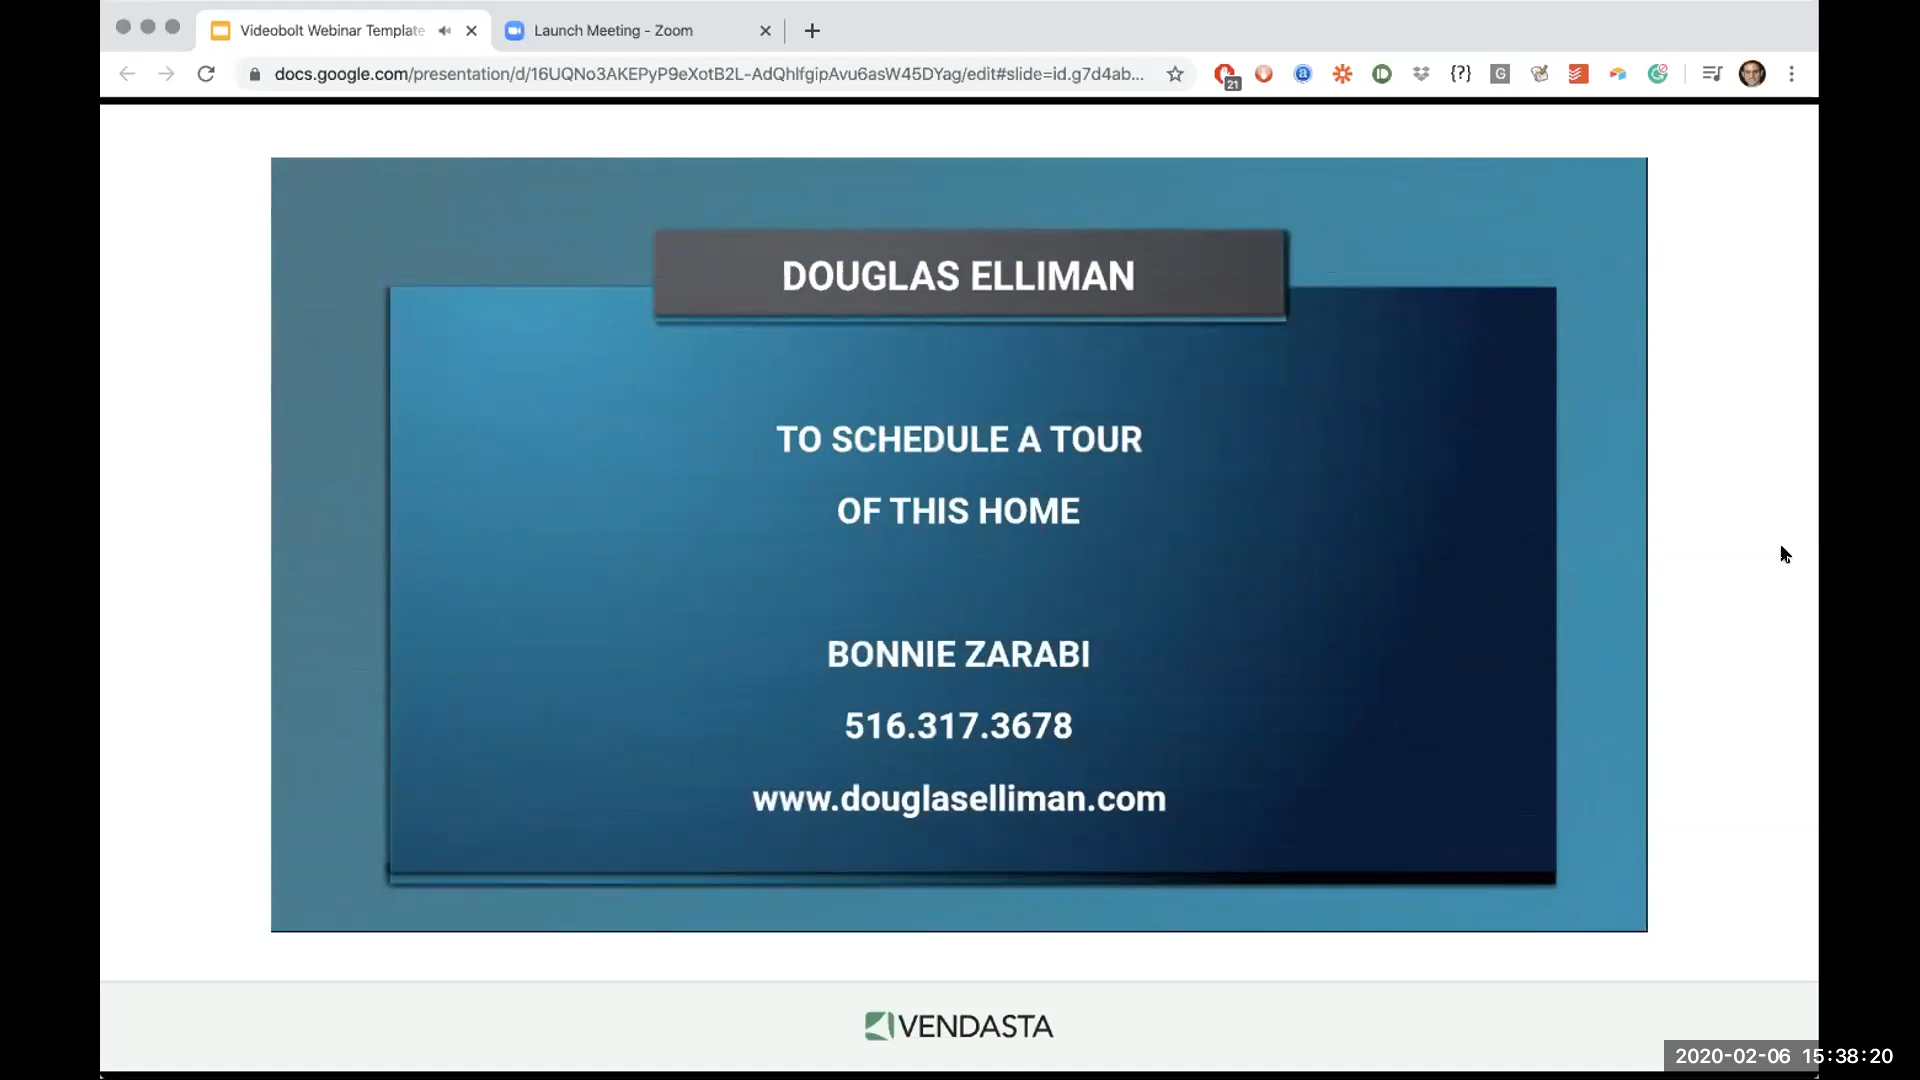 Videobolt Webinar Template
Launch Meeting - Zoom
docs.google.com/presentation/d/16UQNo3AKEPyP9eXotB2L-AdQhlfgipAvu6asW45DYag/edit#slide=id.g7d4ab...
21
DOUGLAS ELLIMAN
TO SCHEDULE A TOUR
OF THIS HOME
BONNIE ZARABI
516.317.3678
www.douglaselliman.com
VENDASTA
2020-02-06 15:38:20